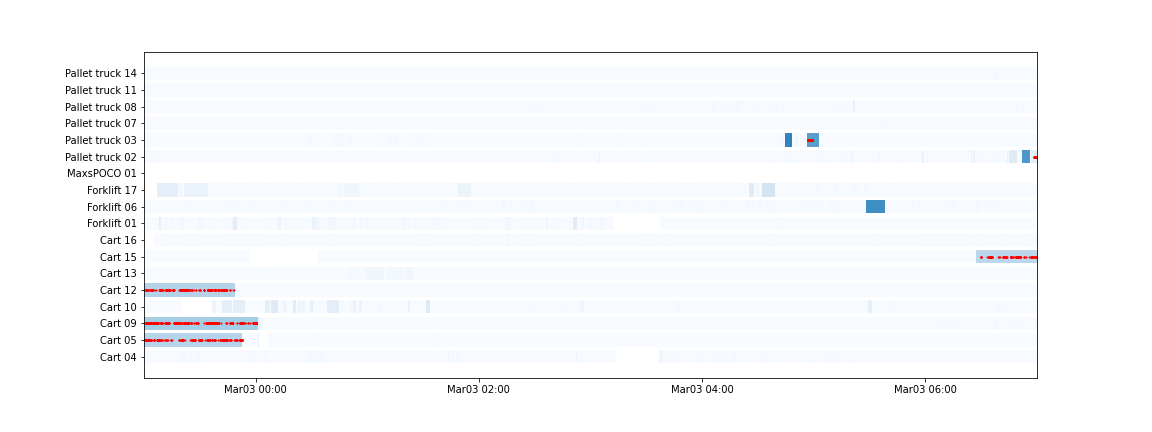 Pallet truck 14
Pallet truck 11
Pallet truck 08
Pallet truck 07
Pallet truck 03
Pallet truck 02
MaxsPOCO 01
Forklift 17
Forklift 06
Forklift 01
Cart 16
Cart 15
Cart 13
Cart 12
Cart 10
Cart 09
Cart 05
Cart 04
Mar03 00:00 Mar03 02:00 Mar03 04:00 Mar03 06:00